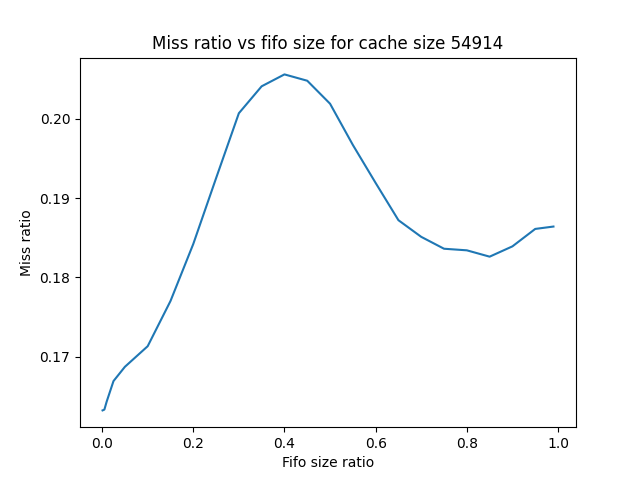 Miss ratio vs fifo size for cache size 54914
0.20
0.19
0.18
0.17
Miss ratio
0.0 0.2 0.4 0.6 0.8 1.0
Fifo size ratio